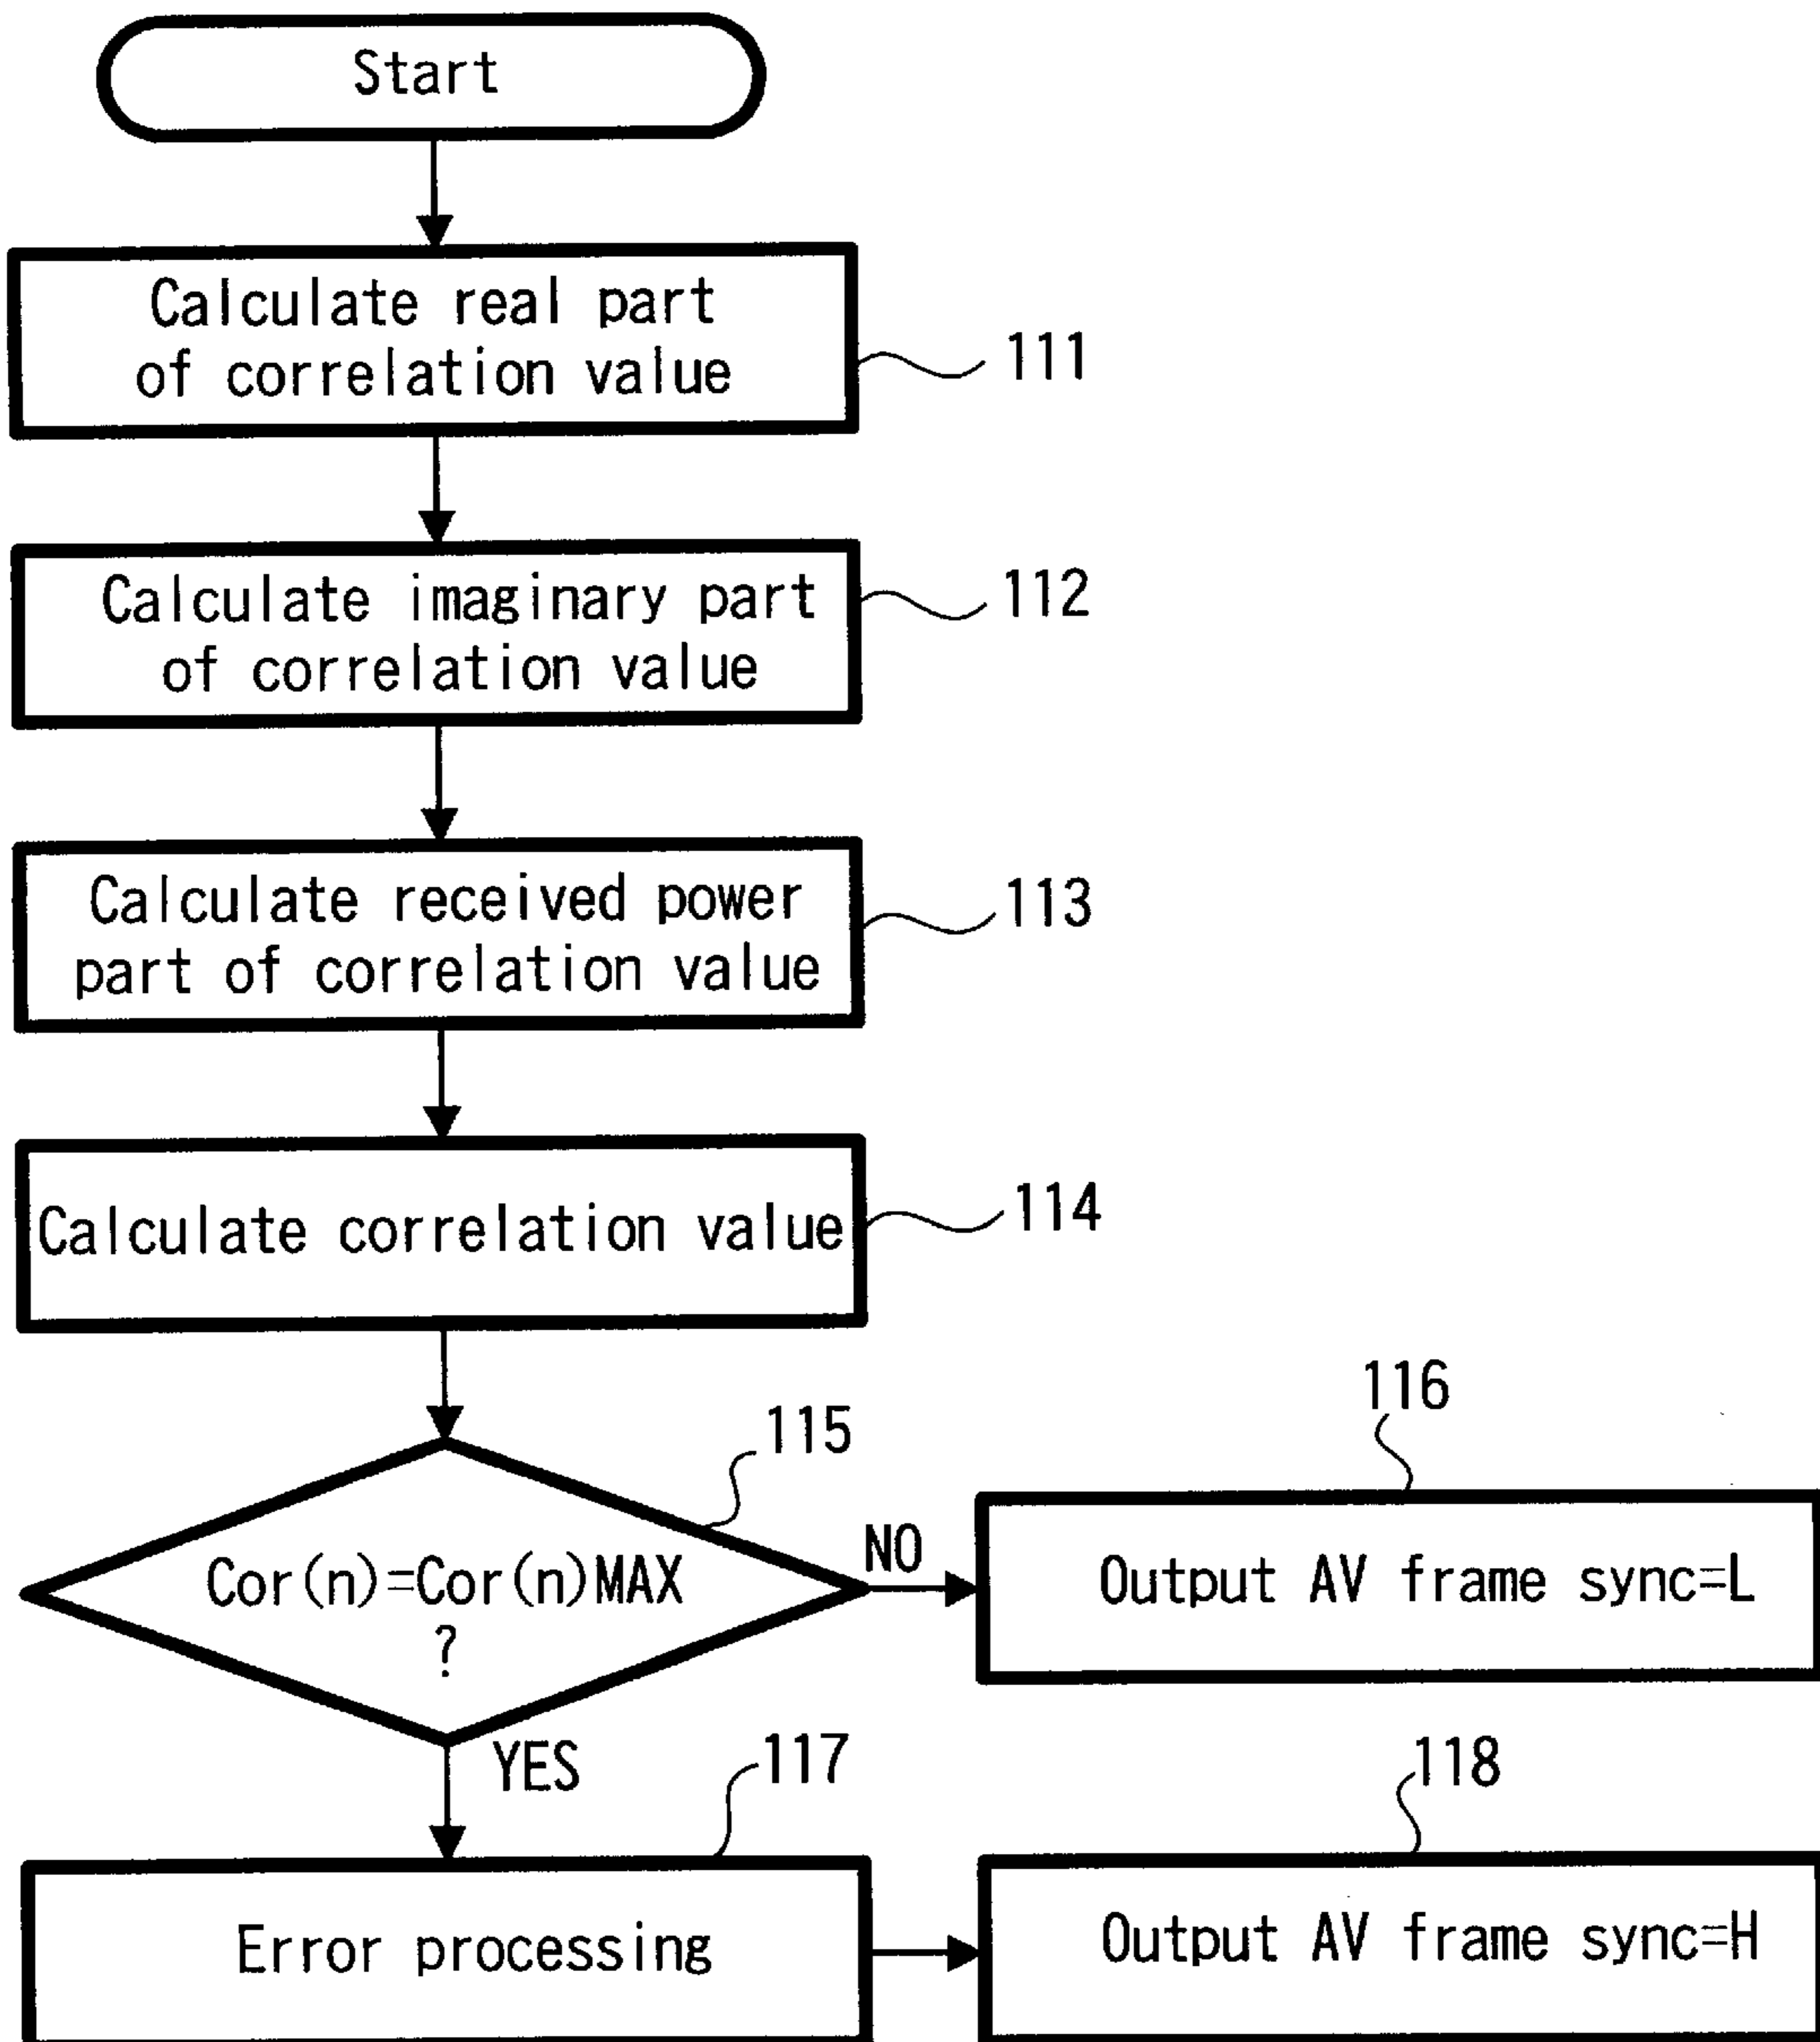 Start
Calculate real part
of correlation value
111
Calculate imaginary part
of correlation value
112
Calculate received power
part of correlation value
113
Calculate correlation value
114
115
116
Cor(n)=Cor(n)MAX
?
NO
Output AV frame sync=L
YES
117
118
Error processing
Output AV frame sync=H